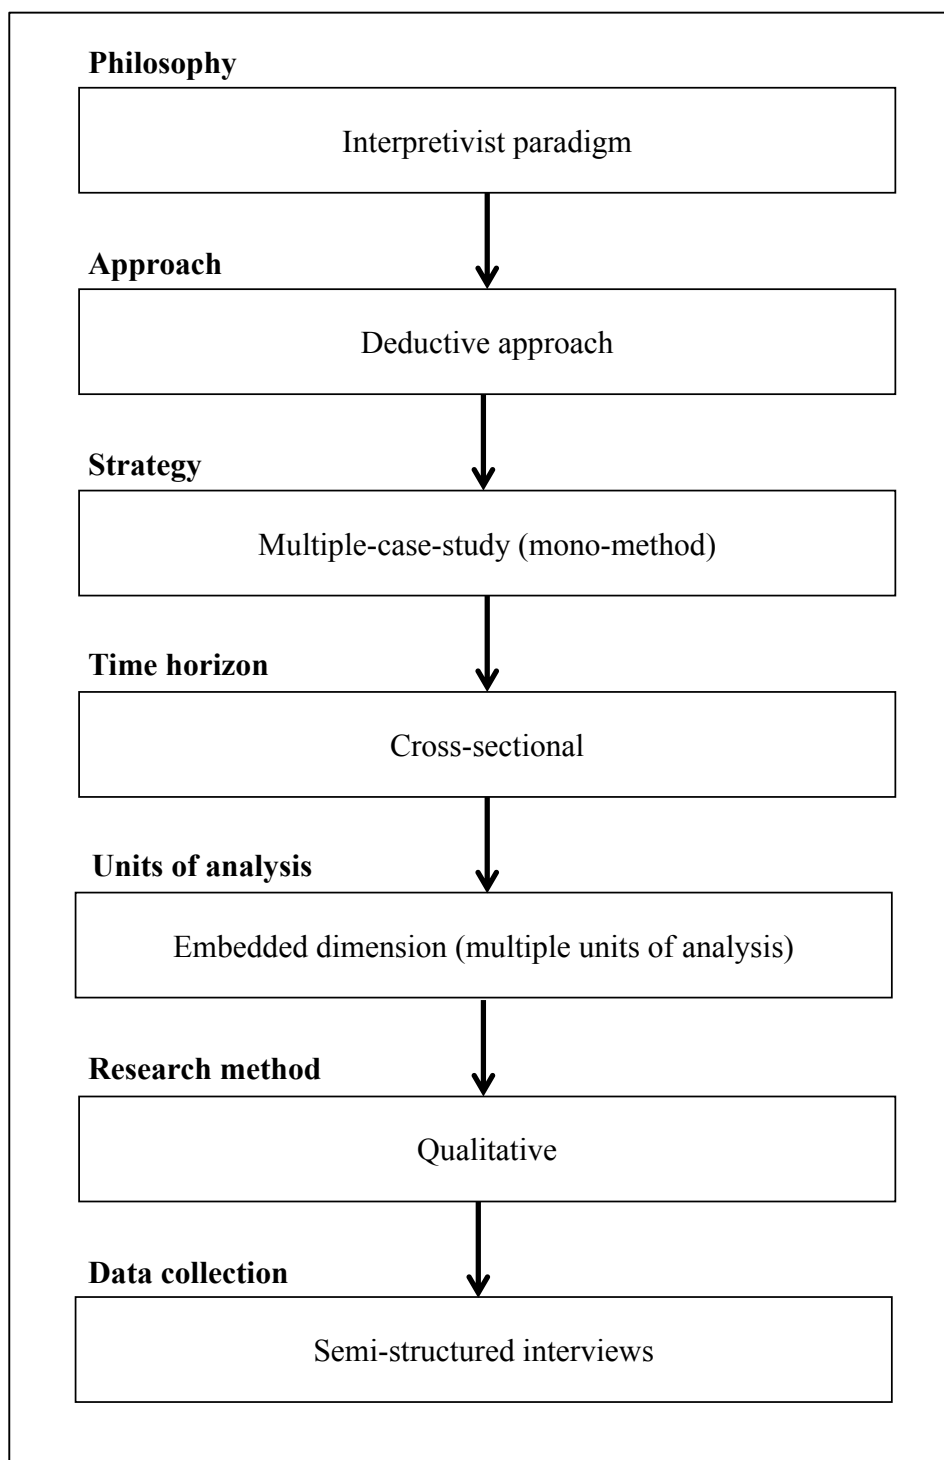 Philosophy
Interpretivist paradigm
Approach
Deductive approach
Strategy
Multiple-case-study (mono-method)
Time horizon
Cross-sectional
Units of analysis
Embedded dimension (multiple units of analysis)
Research method
Qualitative
Data collection
Semi-structured interviews